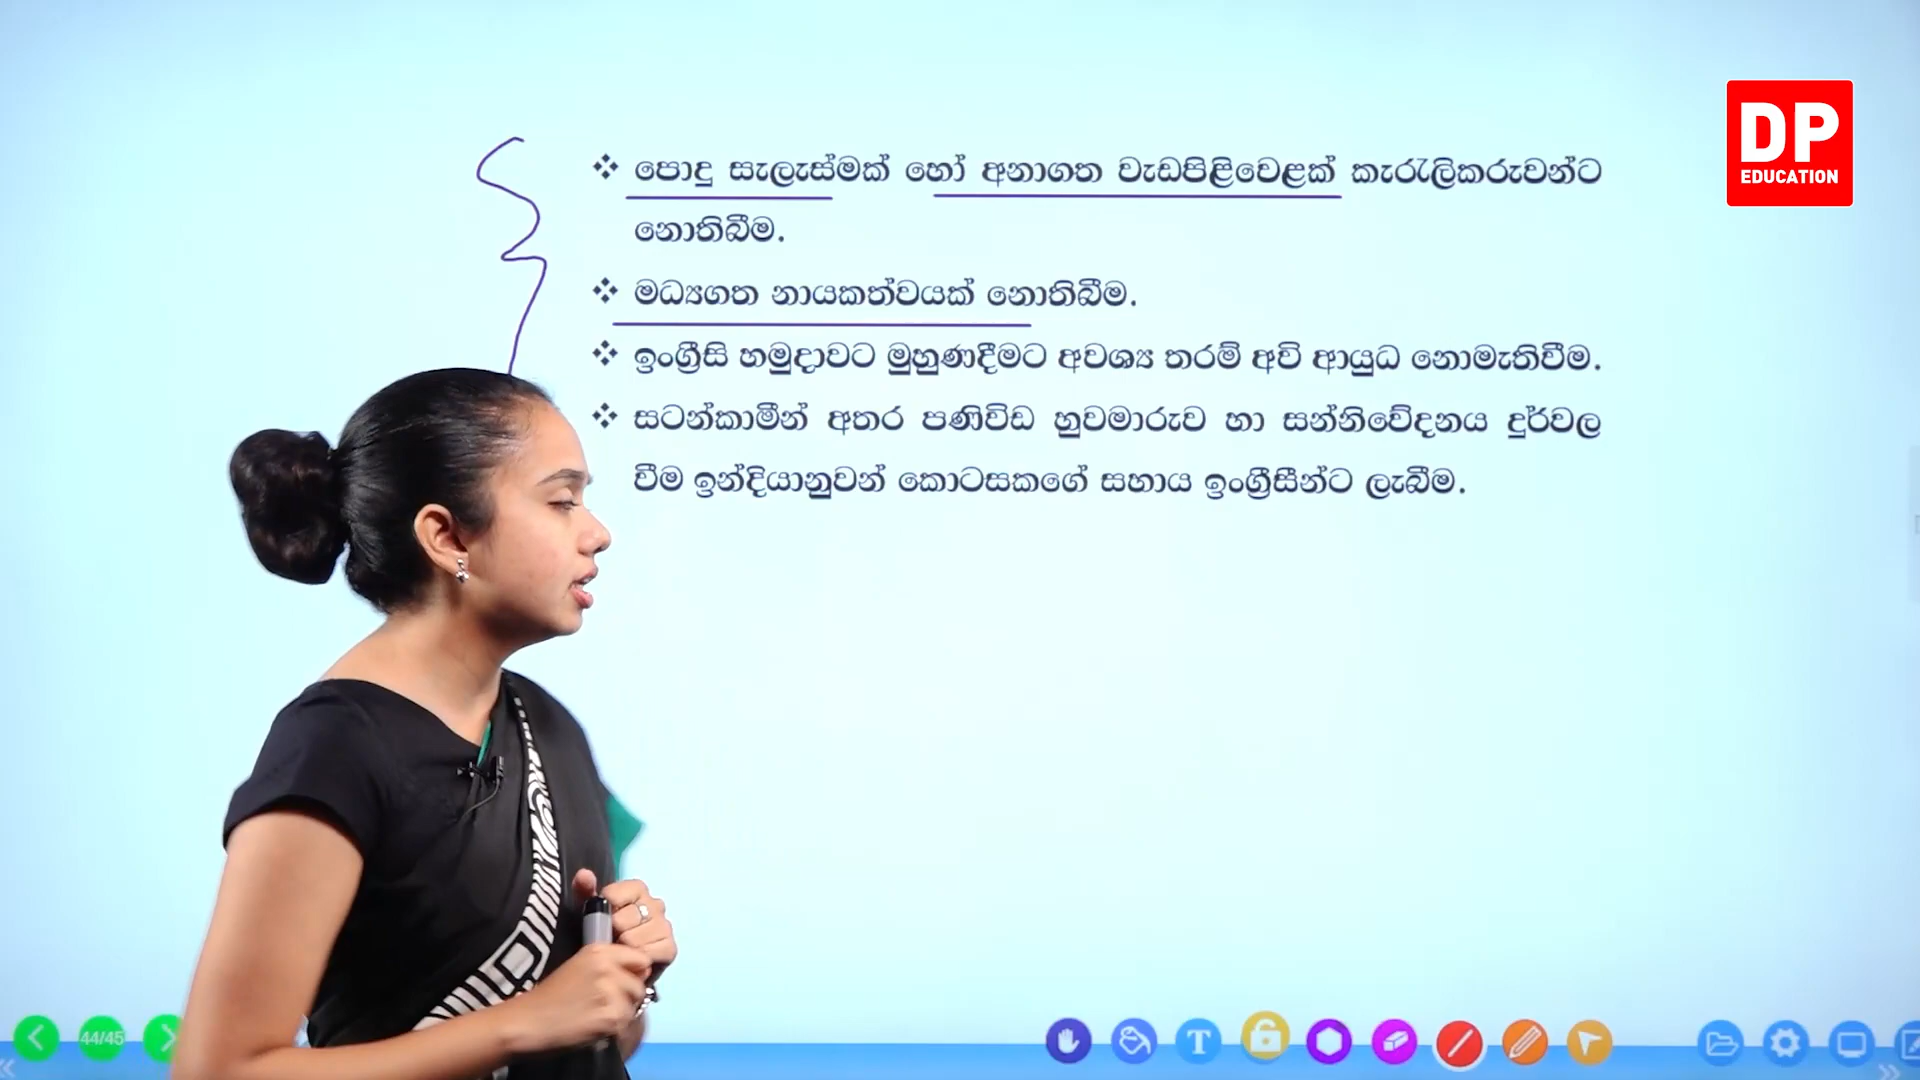 DP
EDUCATION
❖ පොදු සැලැස්මක් හෝ අනාගත වැඩපිළිවෙළක් කැරැලිකරුවන්ට
නොතිබීම.
❖ මධ්‍යගත නායකත්වයක් නොතිබීම.
❖ ඉංග්‍රීසි හමුදාවට මුහුණදීමට අවශ්‍ය තරම් අවි ආයුධ නොමැතිවීම.
❖ සටන්කාමීන් අතර පණිවිඩ හුවමාරුව හා සන්නිවේදනය දුර්වල
වීම ඉන්දියානුවන් කොටසකගේ සහාය ඉංග්‍රීසීන්ට ලැබීම.
44/45